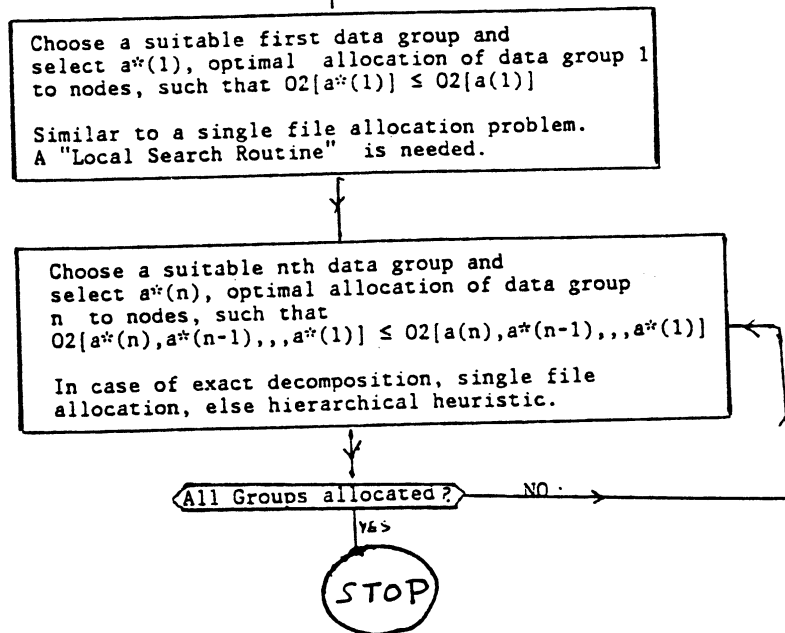 Choose a suitable first data group and
select a*(1), optimal allocation of data group 1
to nodes, such that O2[a*(1)] ≤ O2[a(1)]
Similar to a single file allocation problem.
A "Local Search Routine" is needed.
Choose a suitable nth data group and
select a*(n), optimal allocation of data group
n to nodes, such that
O2[a*(n),a*(n-1),,,a*(1)] ≤ O2[a(n),a*(n-1),,,a*(1)]
In case of exact decomposition, single file
allocation, else hierarchical heuristic.
All Groups allocated?
NO
YES
STOP